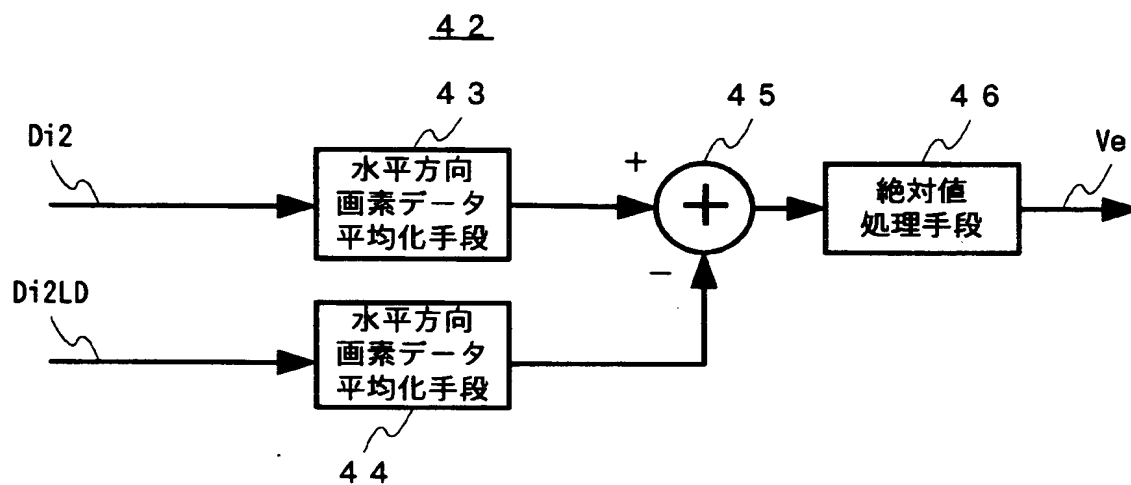 42
43
45
46
Di2
Ve
水平方向
画素データ
平均化手段
+
+
絶対値
処理手段
−
Di2LD
水平方向
画素データ
平均化手段
44